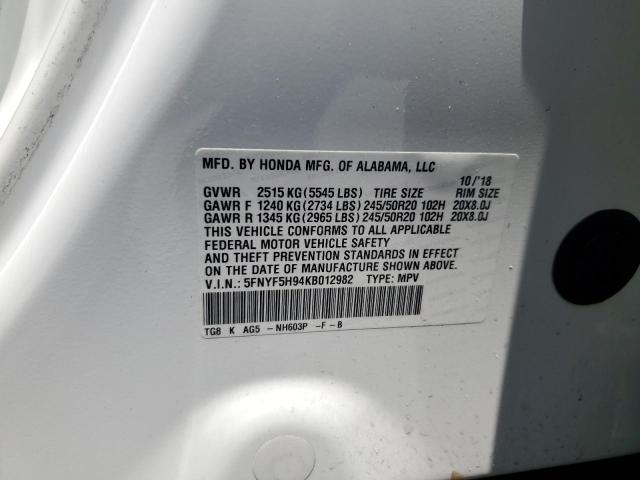 MFD. BY HONDA MFG. OF ALABAMA, LLC
10/'18
GVWR 2515 KG (5545 LBS) TIRE SIZE RIM SIZE
GAWR F 1240 KG (2734 LBS) 245/50R20 102H 20X8.0J
GAWR R 1345 KG (2965 LBS) 245/50R20 102H 20X8.0J
THIS VEHICLE CONFORMS TO ALL APPLICABLE
FEDERAL MOTOR VEHICLE SAFETY
AND THEFT PREVENTION STANDARDS IN EFFECT
ON THE DATE OF MANUFACTURE SHOWN ABOVE.
V.I.N.: 5FNYF5H94KB012982 TYPE: MPV
TG8 K AG5 -NH603P -F -B